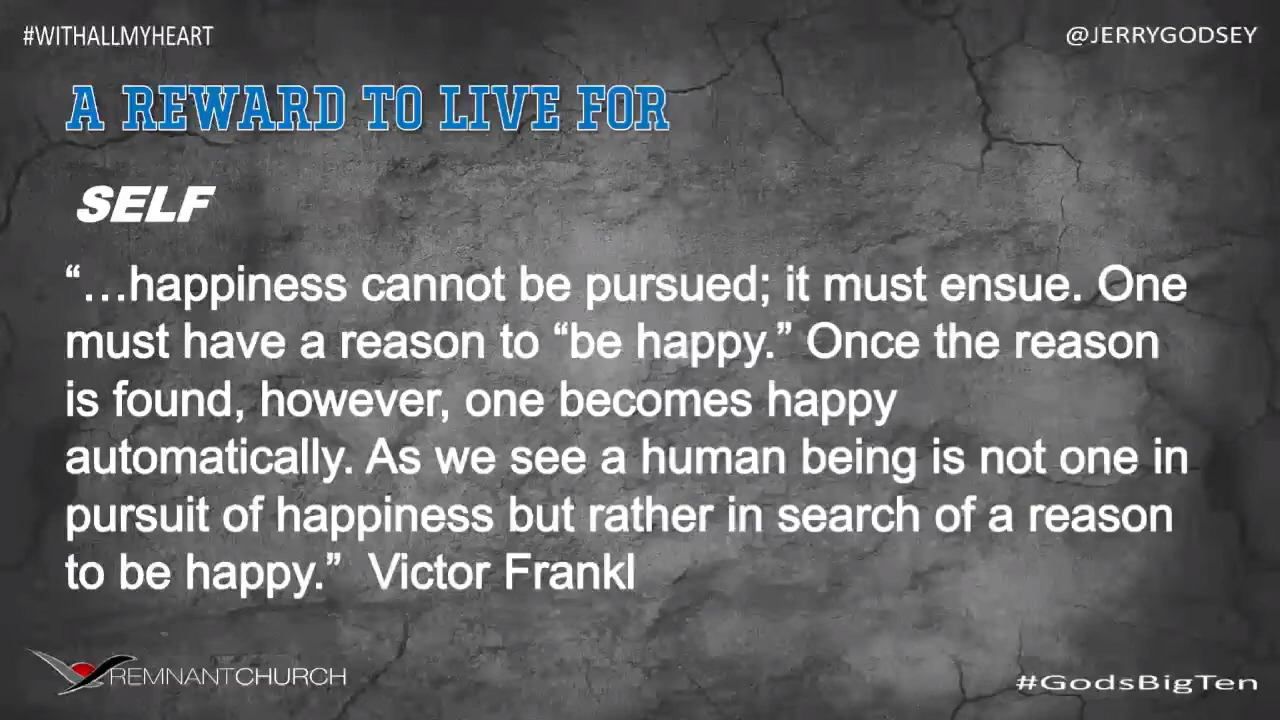 #WITHALLMYHEART
@JERRYGODSEY
A REWARD TO LIVE FOR
SELF
“…happiness cannot be pursued; it must ensue. One
must have a reason to “be happy.” Once the reason
is found, however, one becomes happy
automatically. As we see a human being is not one in
pursuit of happiness but rather in search of a reason
to be happy.”  Victor Frankl
REMNANTCHURCH
#GodsBigTen